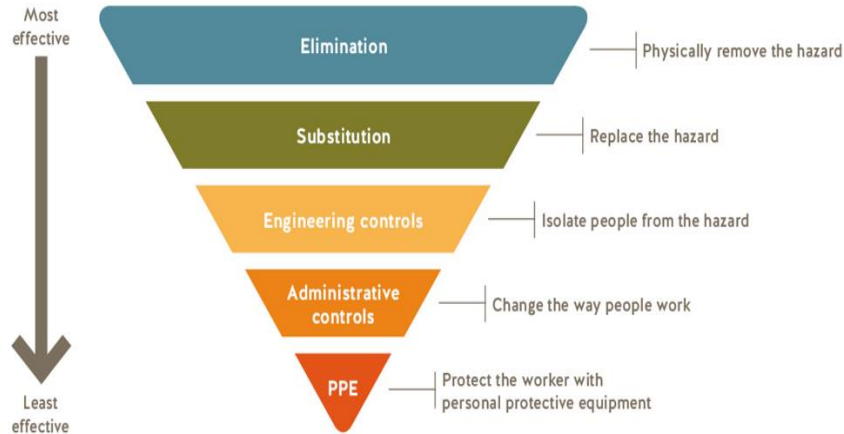 Most
effective
Elimination
Physically remove the hazard
Substitution
Replace the hazard
Engineering controls
Isolate people from the hazard
Administrative
controls
Change the way people work
PPE
Protect the worker with
personal protective equipment
Least
effective